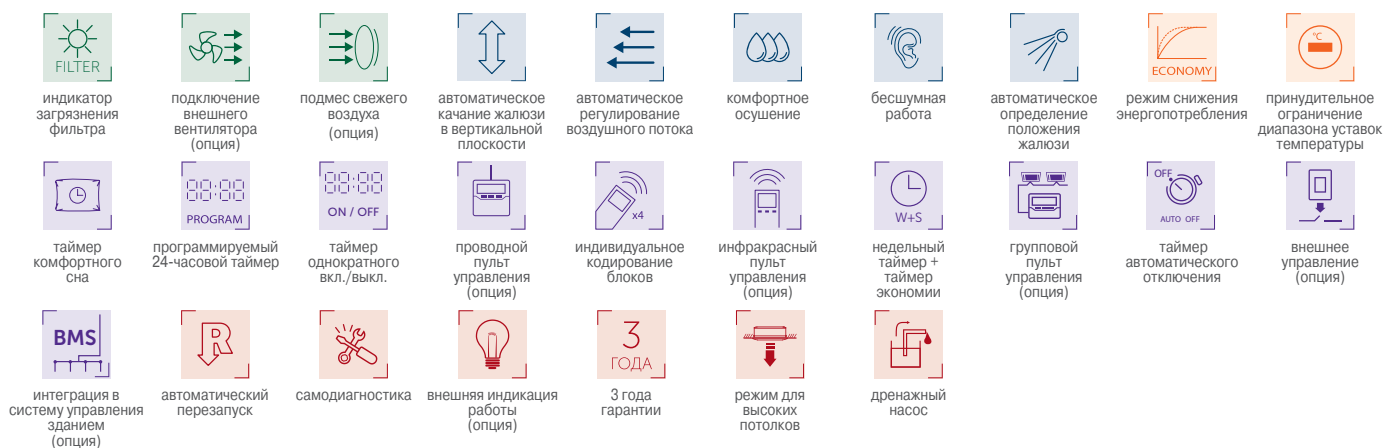 FILTER
индикатор
загрязнения
фильтра
подключение
внешнего
вентилятора
(опция)
подмес свежего
воздуха
(опция)
автоматическое
качание жалюзи
в вертикальной
плоскости
автоматическое
регулирование
воздушного потока
комфортное
осушение
бесшумная
работа
автоматическое
определение
положения
жалюзи
ECONOMY
режим снижения
энергопотребления
°C
принудительное
ограничение
диапазона уставок
температуры
таймер
комфортного
сна
88:88
PROGRAM
программируемый
24-часовой таймер
88:88
ON / OFF
таймер
однократного
вкл./выкл.
проводной
пульт
управления
(опция)
x4
индивидуальное
кодирование
блоков
инфракрасный
пульт
управления
(опция)
W+S
недельный
таймер +
таймер
экономии
групповой
пульт
управления
(опция)
OFF
AUTO OFF
таймер
автоматического
отключения
внешнее
управление
(опция)
BMS
интеграция в
систему управления
зданием
(опция)
R
автоматический
перезапуск
самодиагностика
внешняя индикация
работы
(опция)
3
ГОДА
3 года
гарантии
режим для
высоких
потолков
дренажный
насос